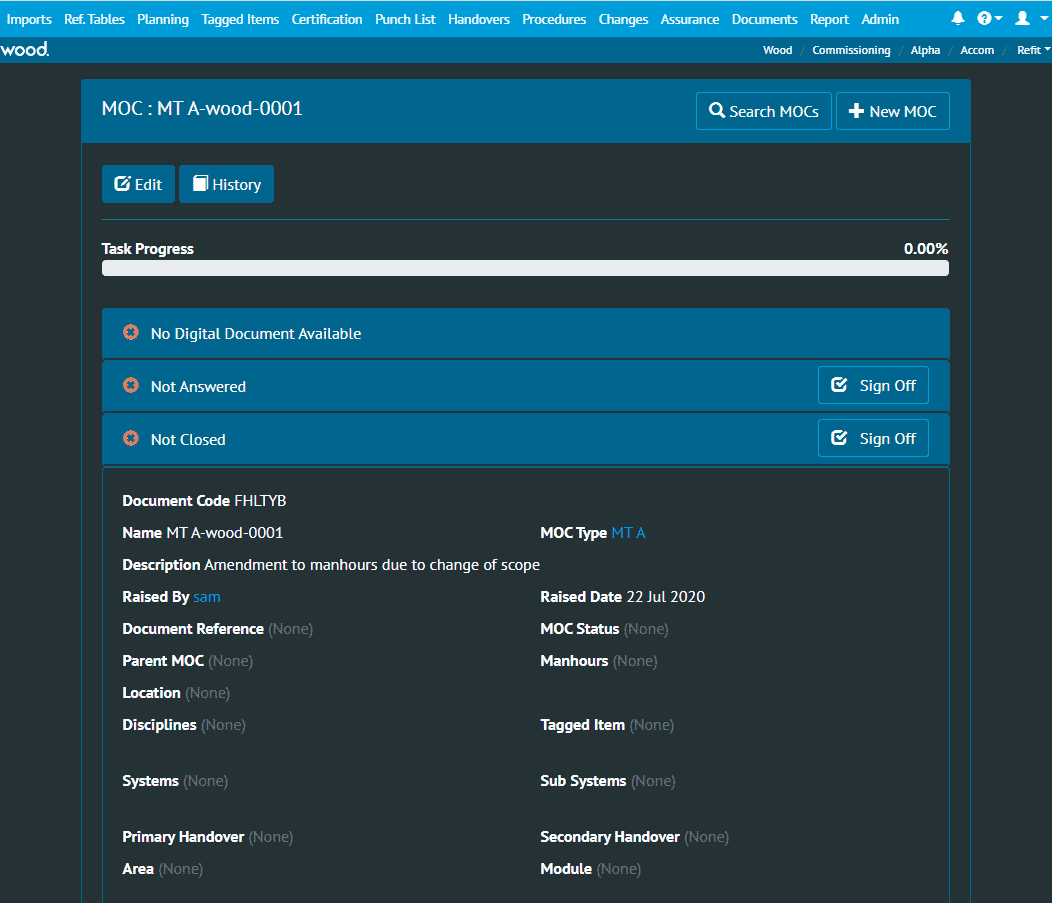 Imports Ref. Tables Planning Tagged Items Certification Punch List Handovers Procedures Changes Assurance Documents Report Admin
wood. Wood / Commissioning / Alpha / Accom / Refit
MOC : MT A-wood-0001 Search MOCs New MOC
Edit History
Task Progress 0.00%
No Digital Document Available
Not Answered Sign Off
Not Closed Sign Off
Document Code FHLTYB
Name MT A-wood-0001 MOC Type MT A
Description Amendment to manhours due to change of scope
Raised By sam Raised Date 22 Jul 2020
Document Reference (None) MOC Status (None)
Parent MOC (None) Manhours (None)
Location (None)
Disciplines (None) Tagged Item (None)
Systems (None) Sub Systems (None)
Primary Handover (None) Secondary Handover (None)
Area (None) Module (None)